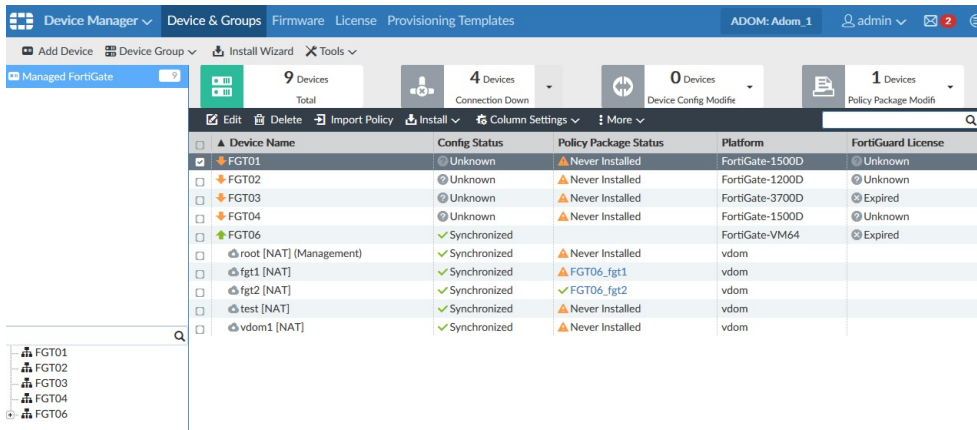 Device Manager Device & Groups Firmware License Provisioning Templates ADOM: Adom_1 admin 2
Add Device Device Group Install Wizard Tools
Managed FortiGate 9
9 Devices Total
4 Devices Connection Down
0 Devices Device Config Modifie
1 Devices Policy Package Modifi
Edit Delete Import Policy Install Column Settings More
Device Name Config Status Policy Package Status Platform FortiGuard License
FGT01 Unknown Never Installed FortiGate-1500D Unknown
FGT02 Unknown Never Installed FortiGate-1200D Unknown
FGT03 Unknown Never Installed FortiGate-3700D Expired
FGT04 Unknown Never Installed FortiGate-1500D Unknown
FGT06 Synchronized FortiGate-VM64 Expired
root [NAT] (Management) Synchronized Never Installed vdom
fgt1 [NAT] Synchronized FGT06_fgt1 vdom
fgt2 [NAT] Synchronized FGT06_fgt2 vdom
test [NAT] Synchronized Never Installed vdom
vdom1 [NAT] Synchronized Never Installed vdom
FGT01
FGT02
FGT03
FGT04
FGT06